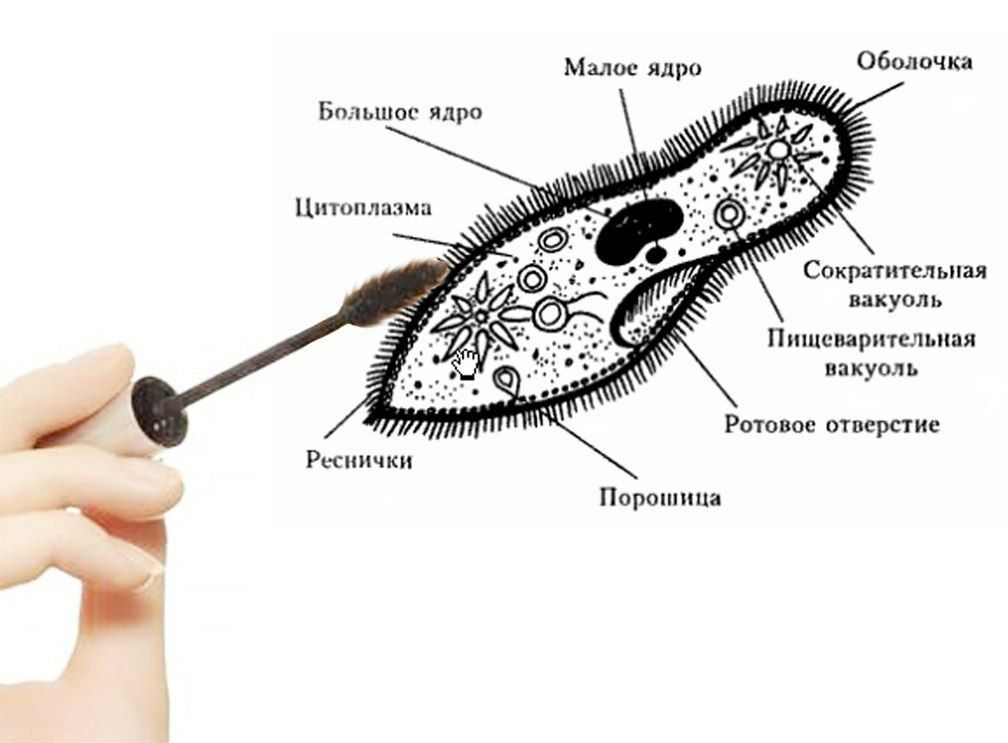 Малое ядро
Оболочка
Большое ядро
Цитоплазма
Сократительная
вакуоль
Пищеварительная
вакуоль
Ротовое отверстие
Реснички
Порошица